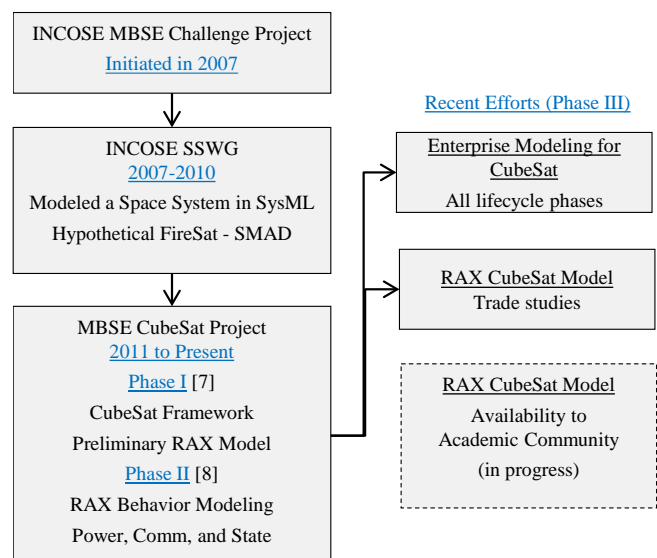 INCOSE MBSE Challenge Project
Initiated in 2007
INCOSE SSWG
2007-2010
Modeled a Space System in SysML
Hypothetical FireSat - SMAD
MBSE CubeSat Project
2011 to Present
Phase I [7]
CubeSat Framework
Preliminary RAX Model
Phase II [8]
RAX Behavior Modeling
Power, Comm, and State
Recent Efforts (Phase III)
Enterprise Modeling for
CubeSat
All lifecycle phases
RAX CubeSat Model
Trade studies
RAX CubeSat Model
Availability to
Academic Community
(in progress)